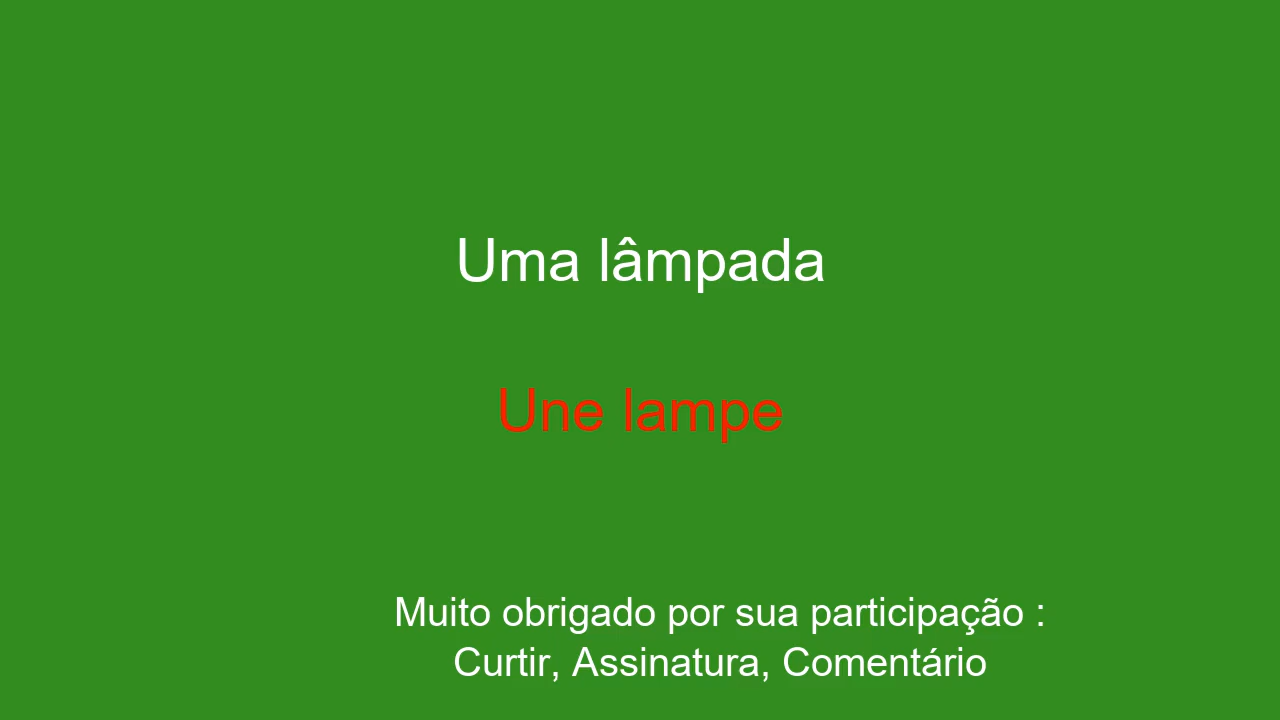 Uma lâmpada
Une lampe
Muito obrigado por sua participação :
Curtir, Assinatura, Comentário